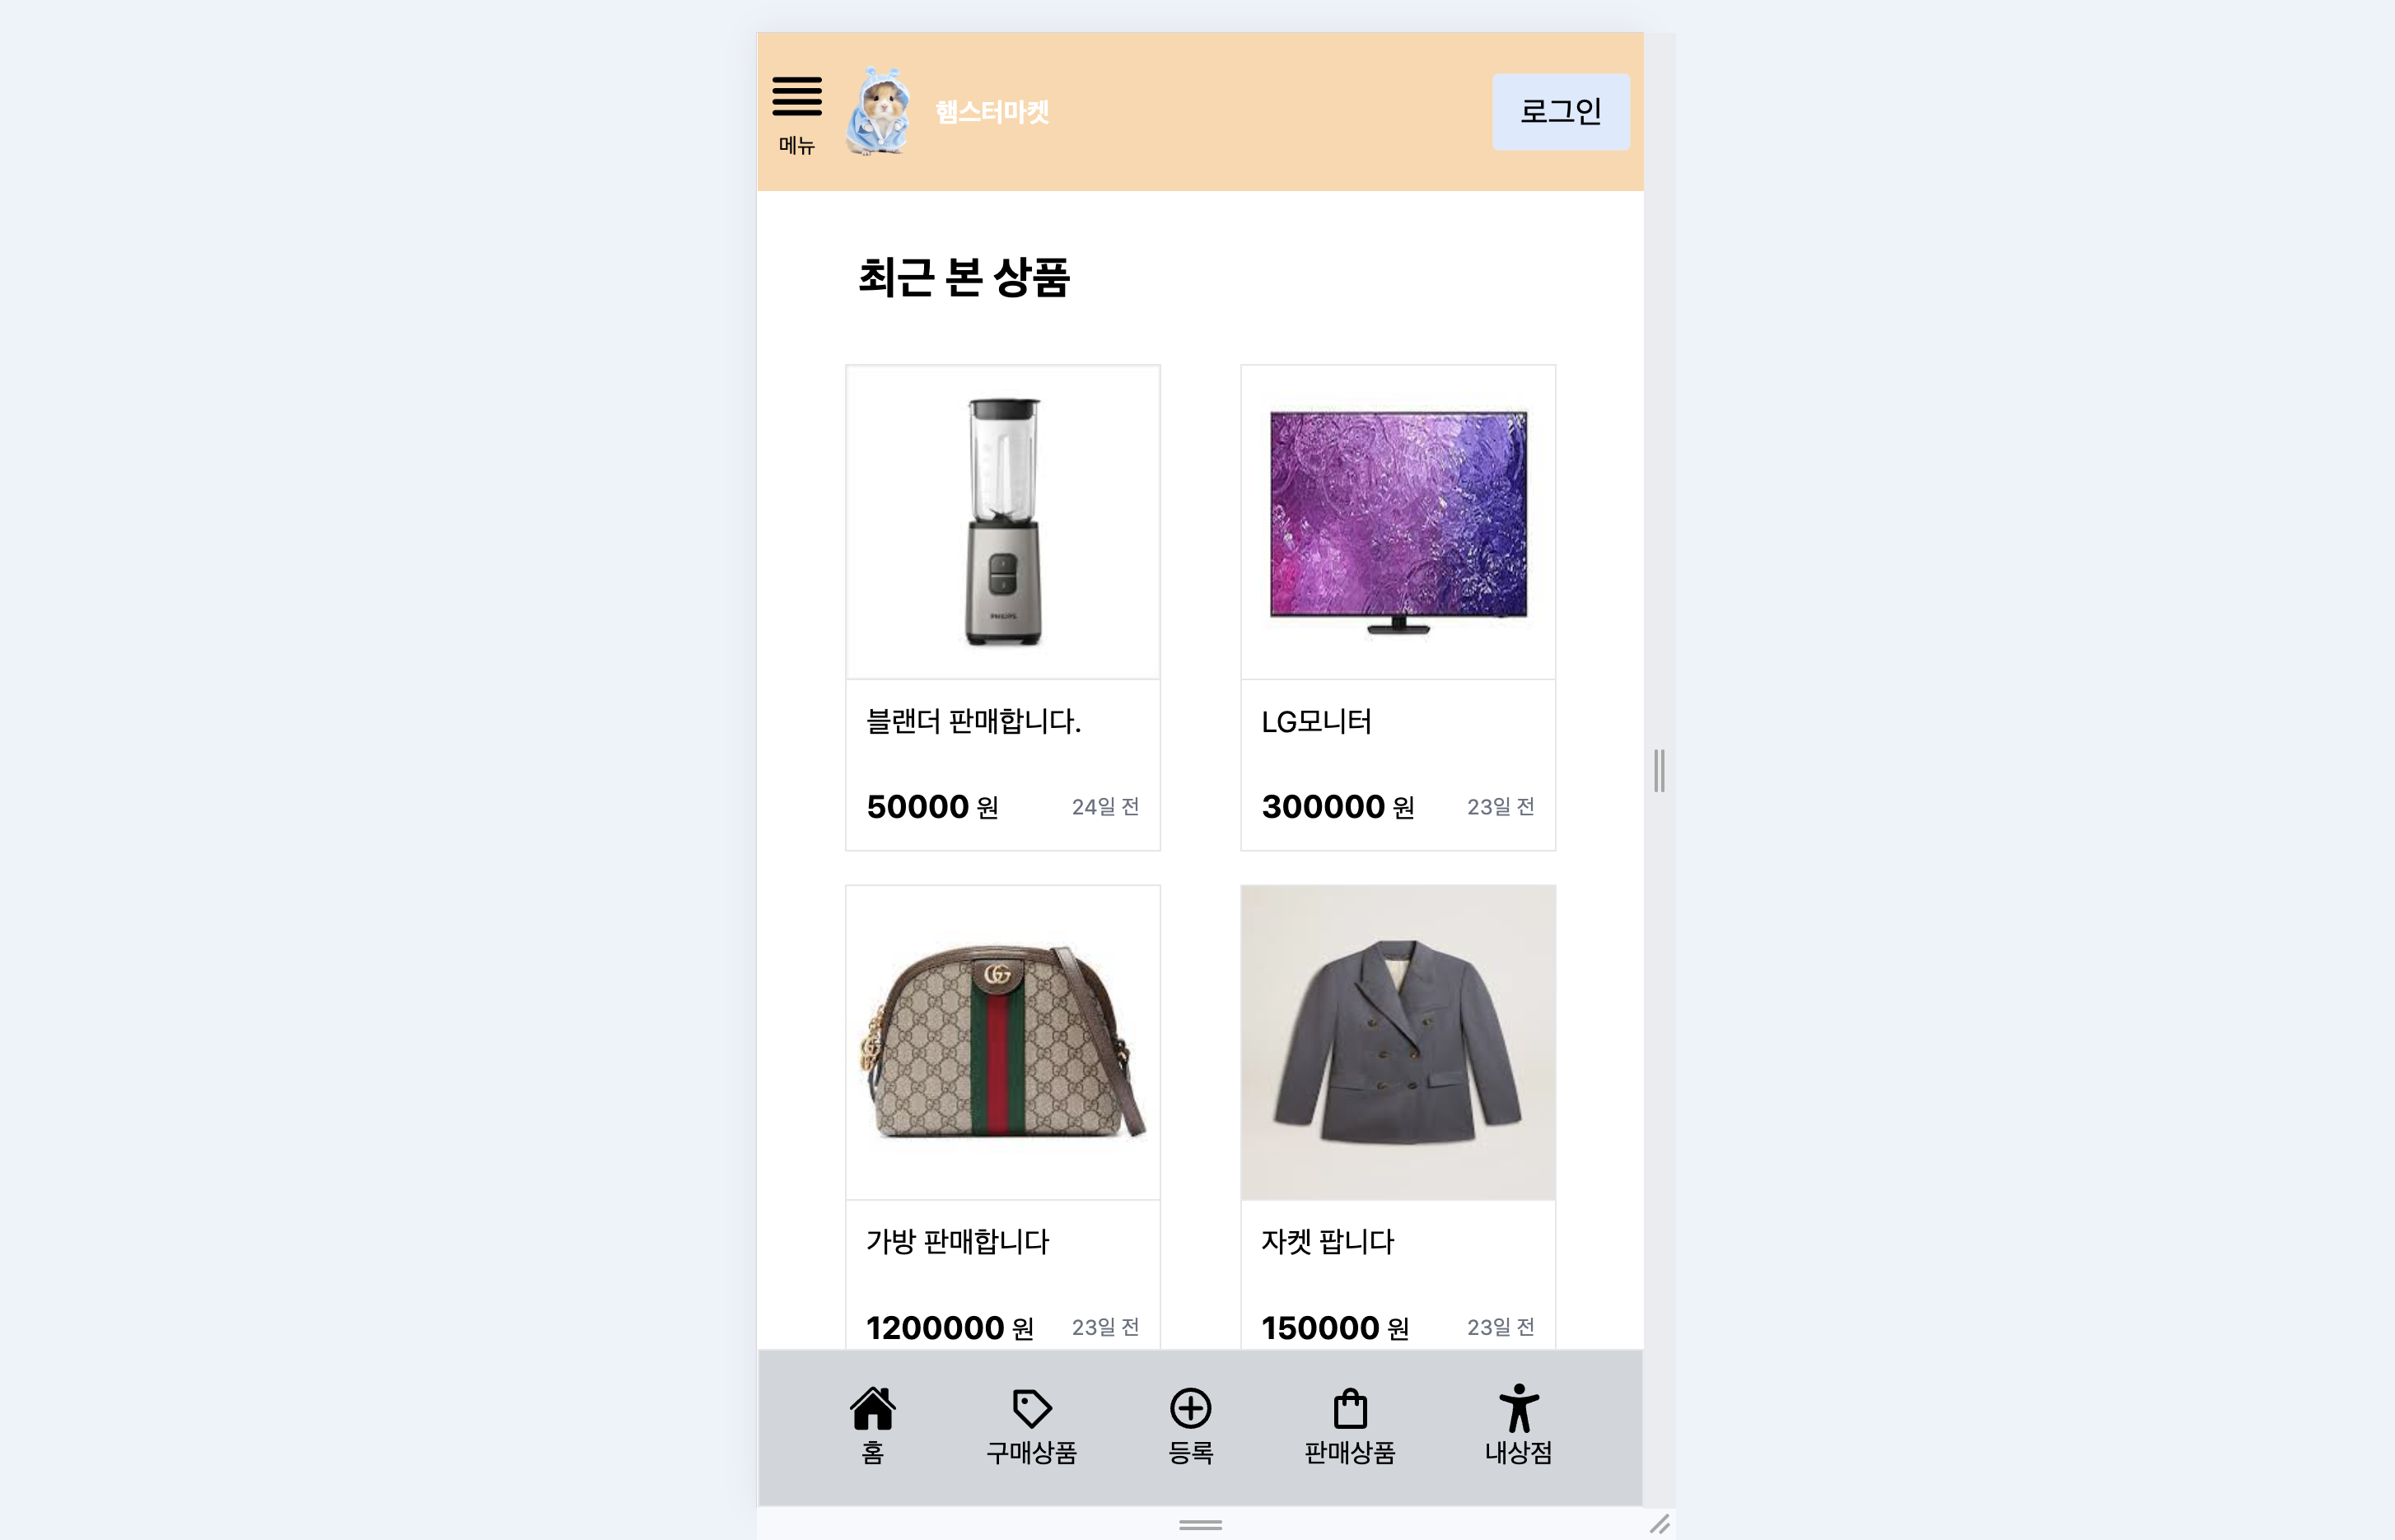 메뉴
햄스터마켓
로그인
최근 본 상품
PHILIPS
블랜더 판매합니다.
50000 원
24일 전
LG모니터
300000 원
23일 전
가방 판매합니다
1200000 원
23일 전
자켓 팝니다
150000 원
23일 전
홈
구매상품
등록
판매상품
내상점